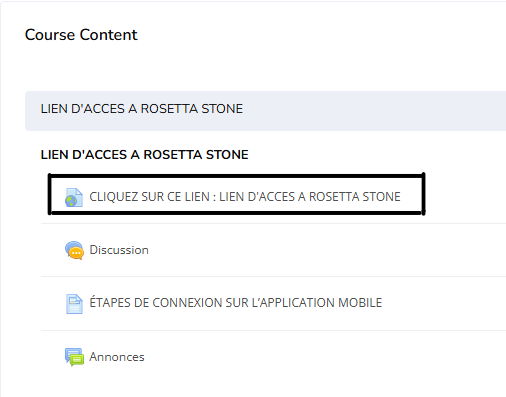 Course Content
LIEN D'ACCES A ROSETTA STONE
LIEN D'ACCES A ROSETTA STONE
CLIQUEZ SUR CE LIEN : LIEN D'ACCES A ROSETTA STONE
Discussion
ÉTAPES DE CONNEXION SUR L'APPLICATION MOBILE
Annonces